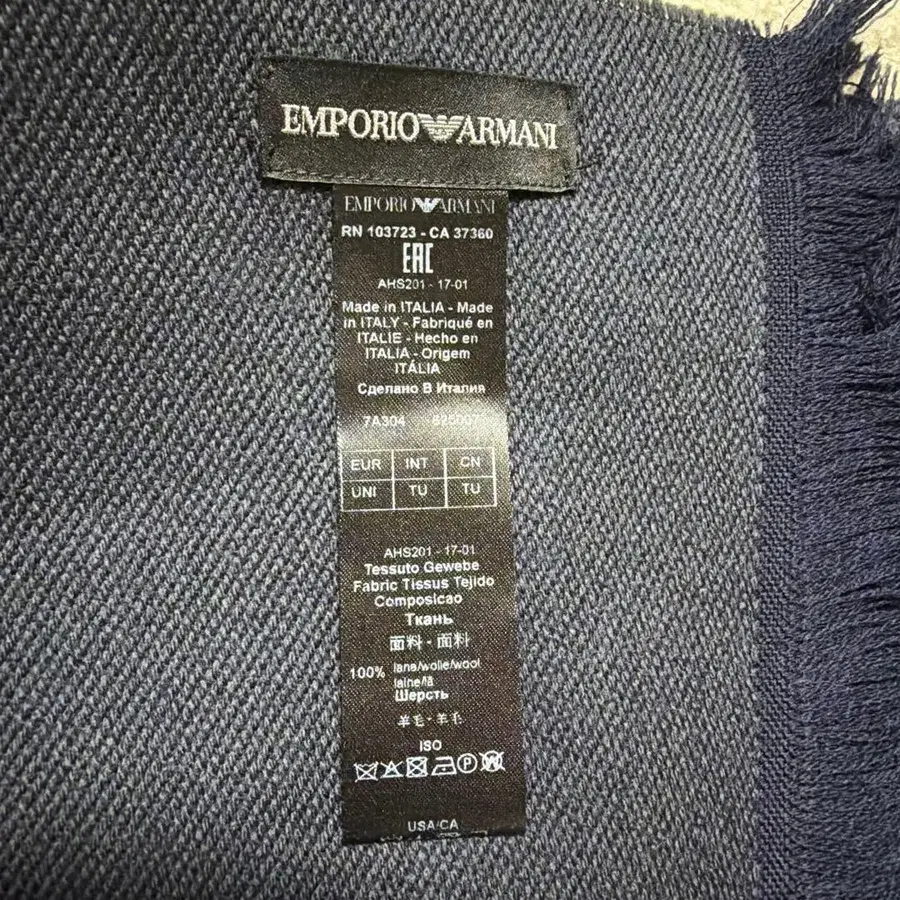 EMPORIO ARMANI
EMPORIO ARMANI
RN 103723 - CA 37360
EAC
AHS201 - 17-01
Made in ITALIA - Made
in ITALY - Fabriqué en
ITALIE - Hecho en
ITALIA - Origem
ITÁLIA
Сделано В Италия
7A304
EUR INT CN
UNI TU TU
AHS201 - 17-01
Tessuto Gewebe
Fabric Tissus Tejido
Composicao
Ткань
面料 - 面料
100% lana/wolle/wool
laine/
Шерсть
羊毛 - 羊毛
ISO
P W
USA/CA